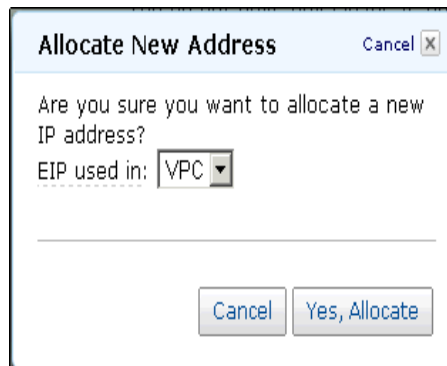 Allocate New Address
Cancel
Are you sure you want to allocate a new
IP address?
EIP used in: VPC
Cancel
Yes, Allocate